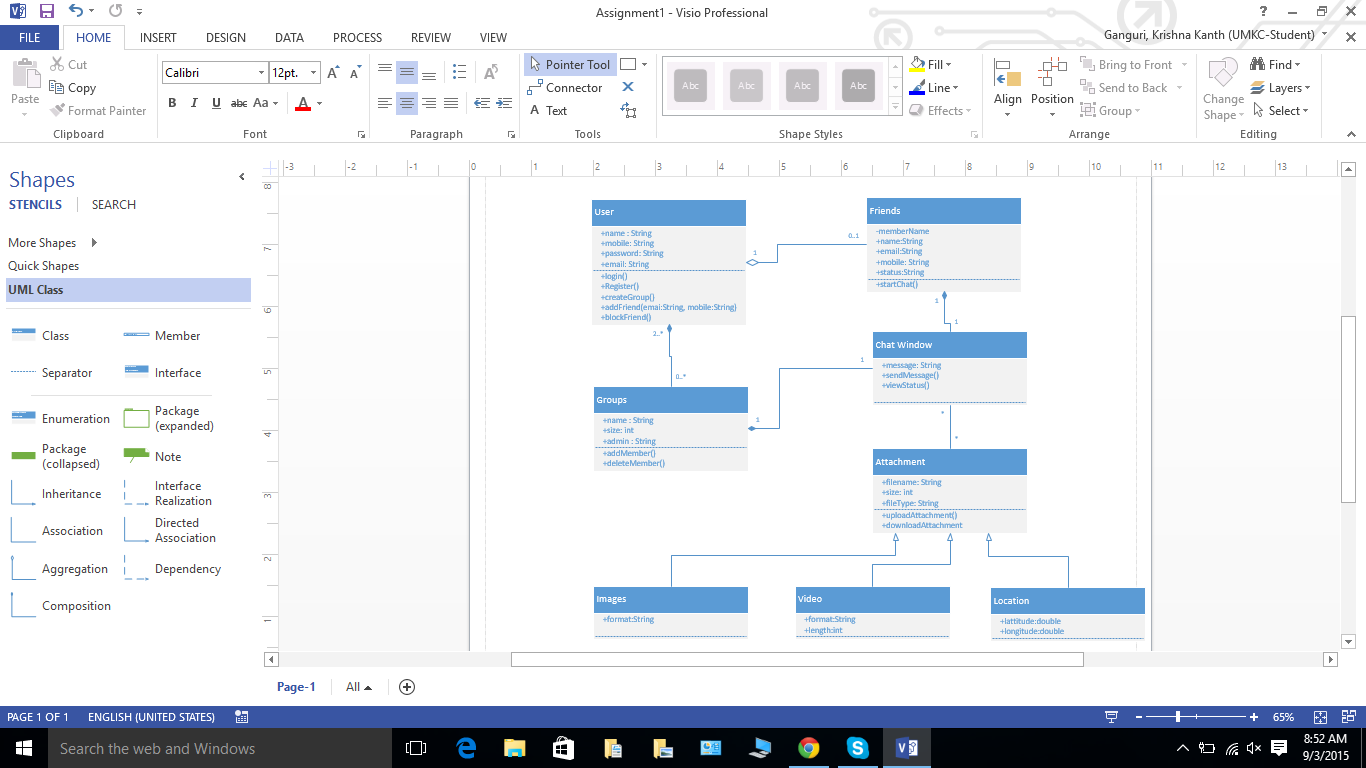 Assignment1 - Visio Professional
FILE HOME INSERT DESIGN DATA PROCESS REVIEW VIEW
Ganguri, Krishna Kanth (UMKC-Student)
Paste
Cut
Copy
Format Painter
Clipboard
Calibri 12pt.
B I U abc Aa A
Font
Paragraph
Pointer Tool
Connector
A Text
Tools
Abc Abc Abc Abc
Shape Styles
Fill
Line
Effects
Align
Position
Bring to Front
Send to Back
Group
Arrange
Change
Shape
Find
Layers
Select
Editing
Shapes
STENCILS SEARCH
More Shapes
Quick Shapes
UML Class
Class Member
Separator Interface
Enumeration Package
(expanded)
Package
(collapsed)
Note
Inheritance Interface
Realization
Association Directed
Association
Aggregation Dependency
Composition
-3 -2 -1 0 1 2 3 4 5 6 7 8 9 10 11 12 13
8
7
6
5
4
3
2
1
User
+name : String
+mobile: String
+password: String
+email: String
+login()
+Register()
+createGroup()
+addFriend(emai:String, mobile:String)
+blockFriend()
1
0..1
Friends
-memberName
+name:String
+email:String
+mobile: String
+status:String
+startChat()
1
1
Chat Window
+message: String
+sendMessage()
+viewStatus()
2..*
0..*
Groups
+name : String
+size: int
+admin : String
+addMember()
+deleteMember()
1
1
*
*
Attachment
+filename: String
+size: int
+fileType: String
+uploadAttachment()
+downloadAttachment
Images
+format:String
Video
+format:String
+length:int
Location
+lattitude:double
+longitude:double
Page-1 All
PAGE 1 OF 1 ENGLISH (UNITED STATES)
65%
Search the web and Windows
8:52 AM
9/3/2015